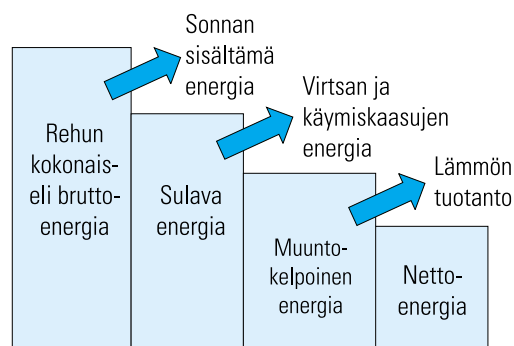 Sonnan
sisältämä
energia
Virtsan ja
käymiskaasujen
energia
Lämmön
tuotanto
Rehun
kokonais-
eli brutto-
energia
Sulava
energia
Muunto-
kelpoinen
energia
Netto-
energia